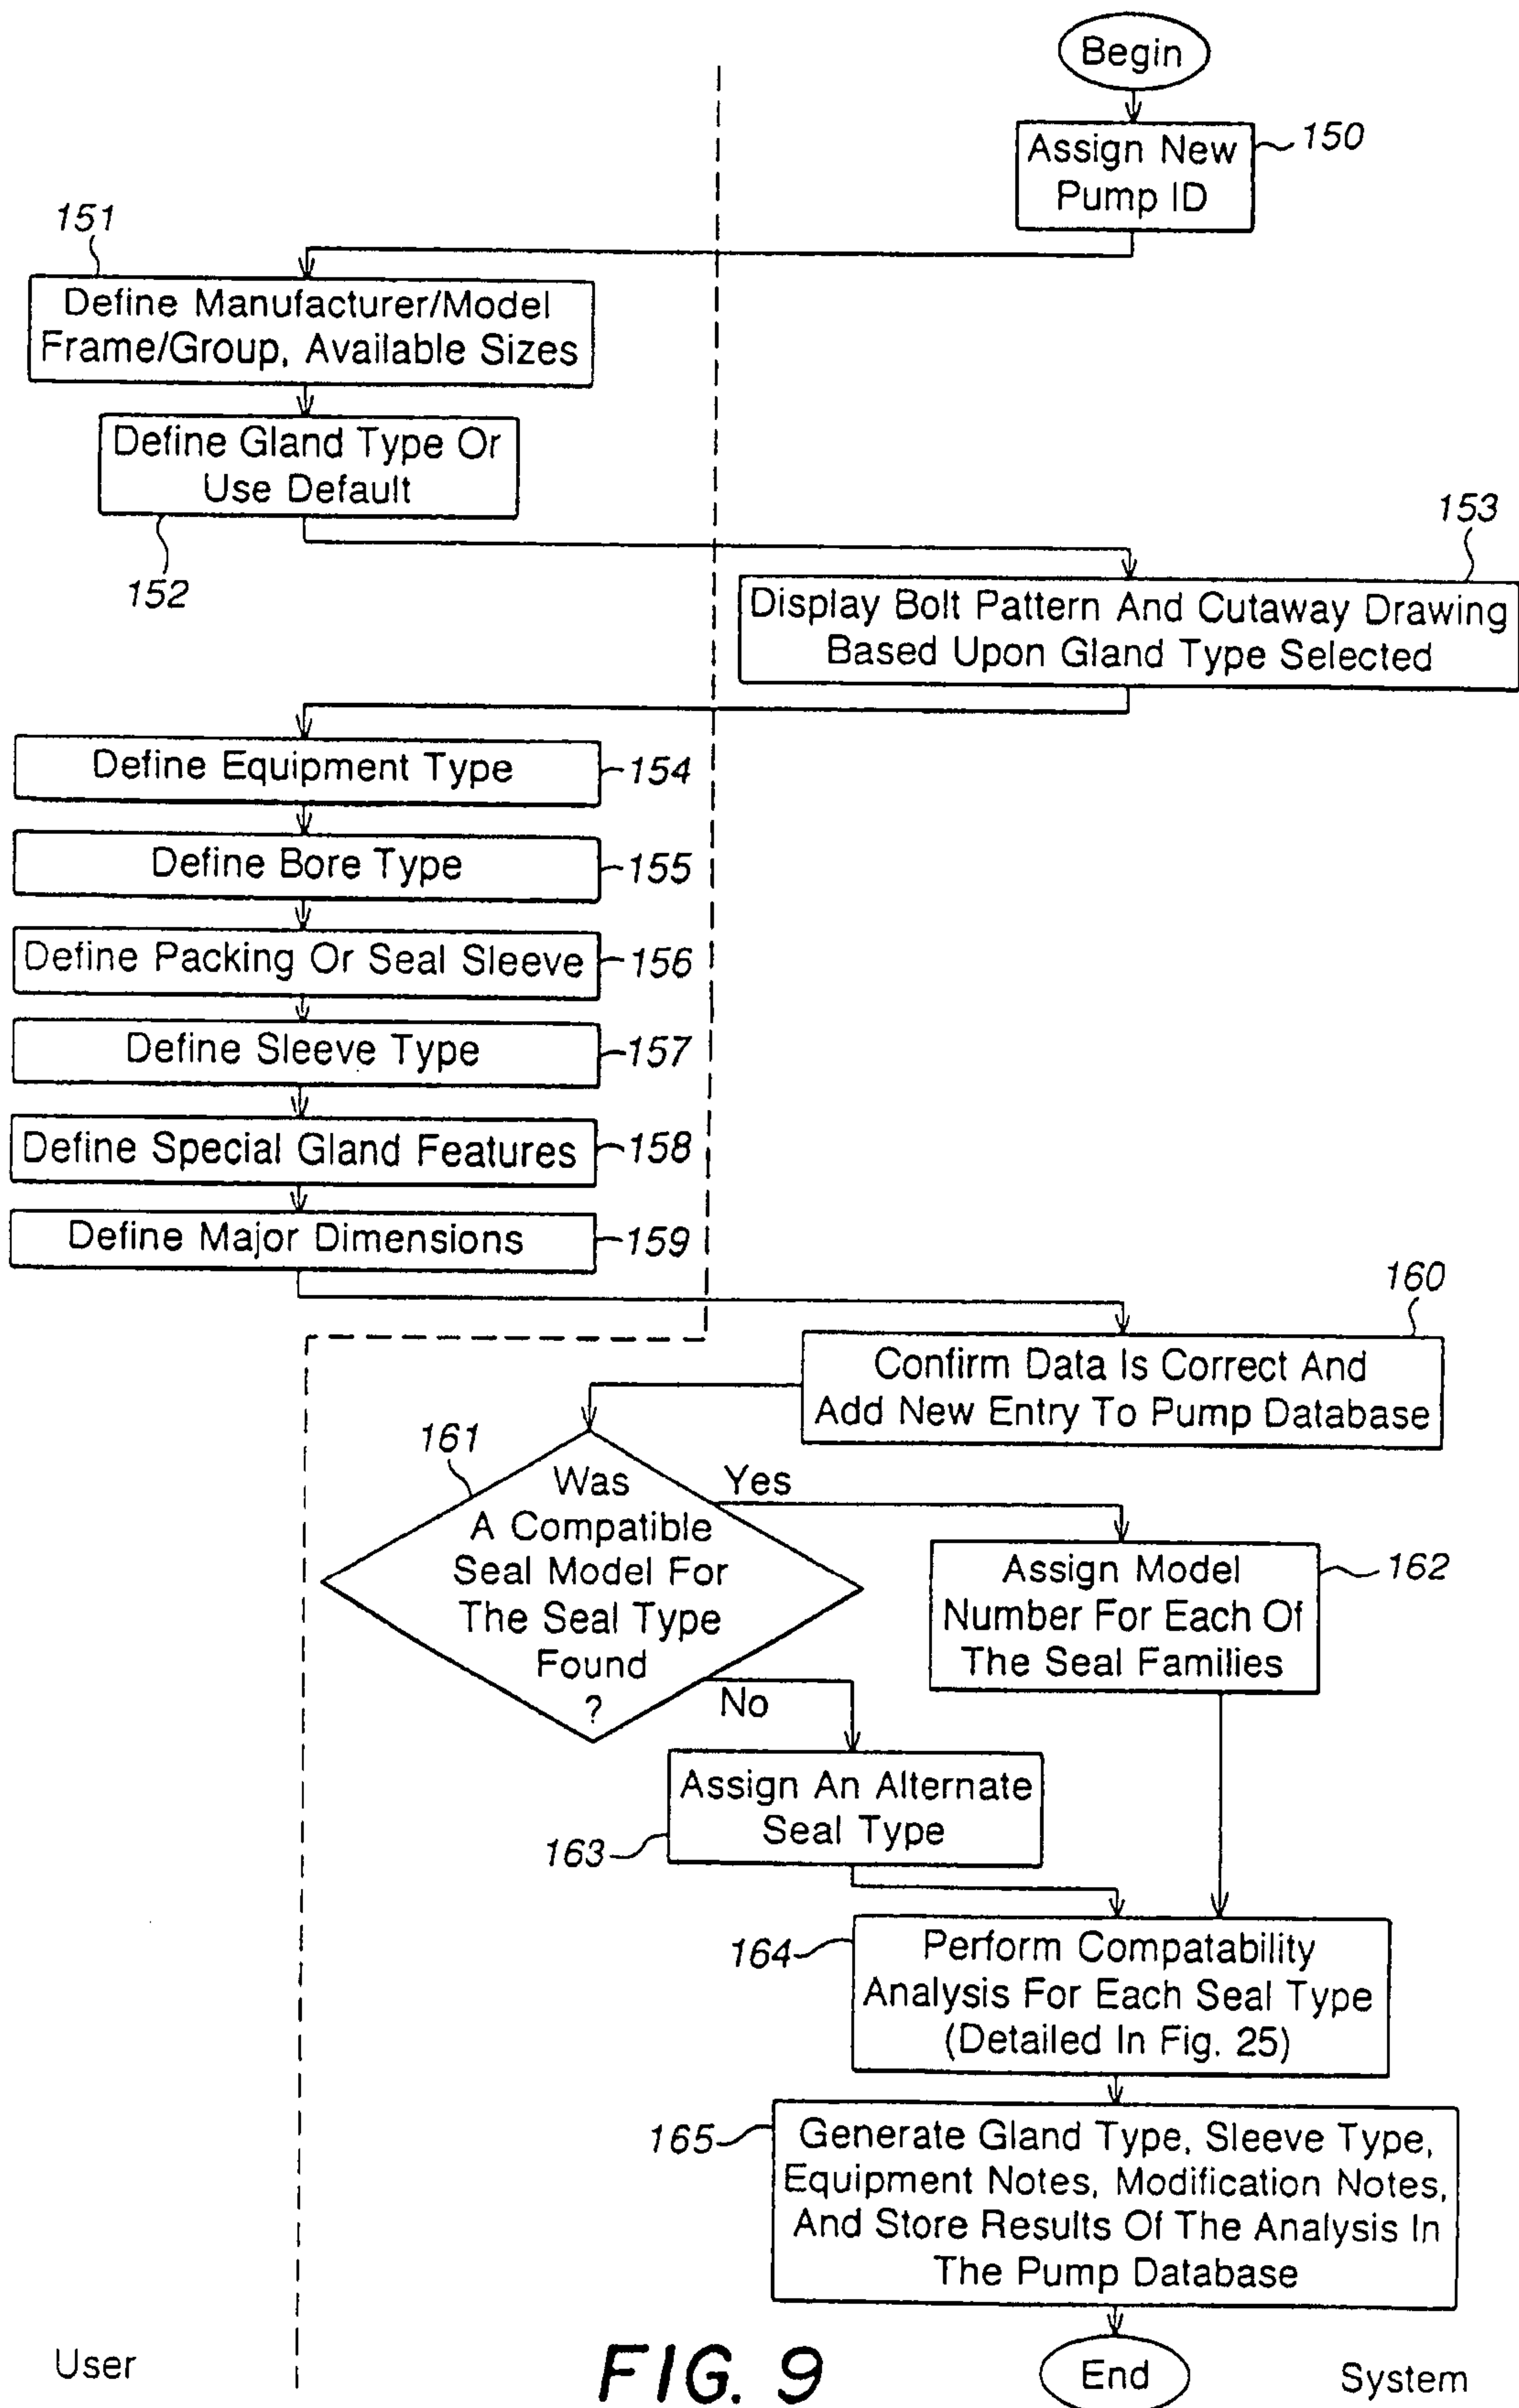 Begin
Assign New
Pump ID
150
151
Define Manufacturer/Model
Frame/Group, Available Sizes
Define Gland Type Or
Use Default
152
153
Display Bolt Pattern And Cutaway Drawing
Based Upon Gland Type Selected
Define Equipment Type
154
Define Bore Type
155
Define Packing Or Seal Sleeve
156
Define Sleeve Type
157
Define Special Gland Features
158
Define Major Dimensions
159
160
Confirm Data Is Correct And
Add New Entry To Pump Database
161
Was
A Compatible
Seal Model For
The Seal Type
Found
?
Yes
Assign Model
Number For Each Of
The Seal Families
162
No
Assign An Alternate
Seal Type
163
164
Perform Compatability
Analysis For Each Seal Type
(Detailed In Fig. 25)
165
Generate Gland Type, Sleeve Type,
Equipment Notes, Modification Notes,
And Store Results Of The Analysis In
The Pump Database
User
FIG. 9
End
System